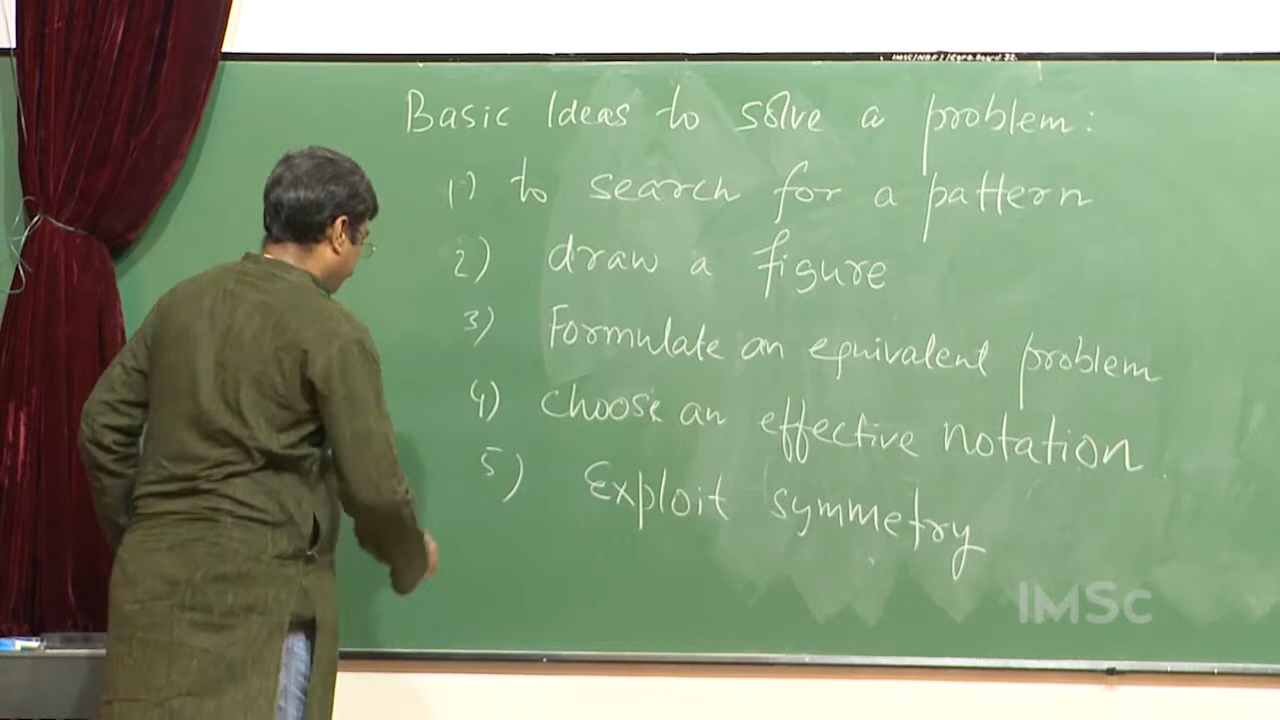 Basic Ideas to solve a problem:
1) to search for a pattern
2) draw a figure
3) Formulate an equivalent problem
4) choose an effective notation.
5) Exploit symmetry
IMSc